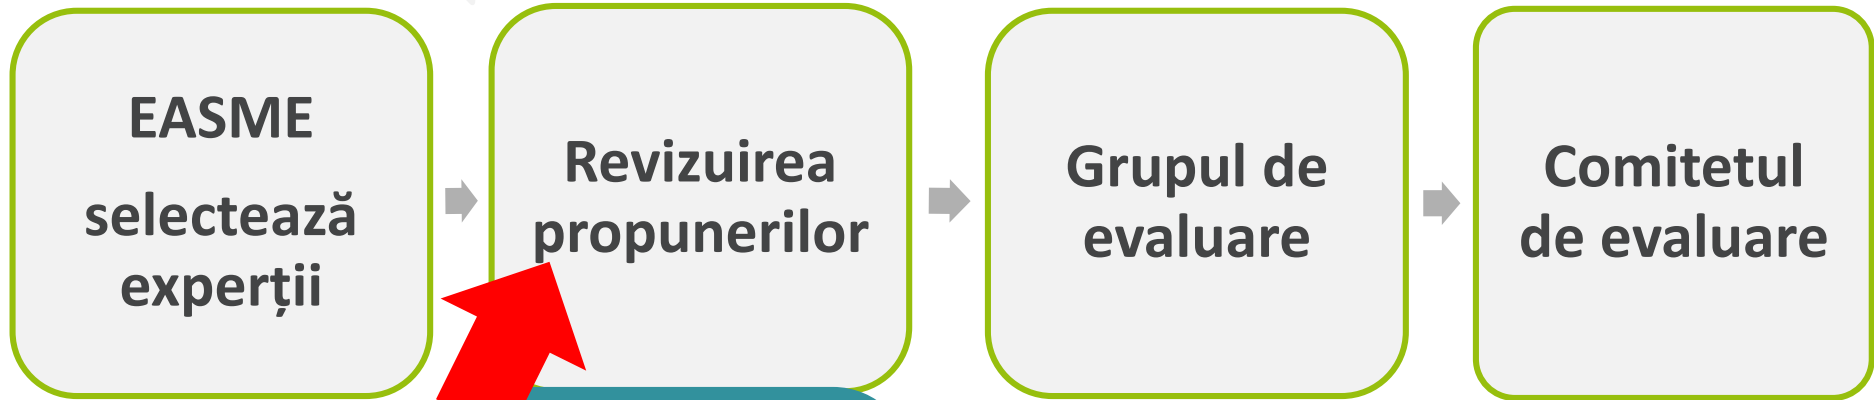 EASME
selectează
experții
Revizuirea
propunerilor
Grupul de
evaluare
Comitetul
de evaluare